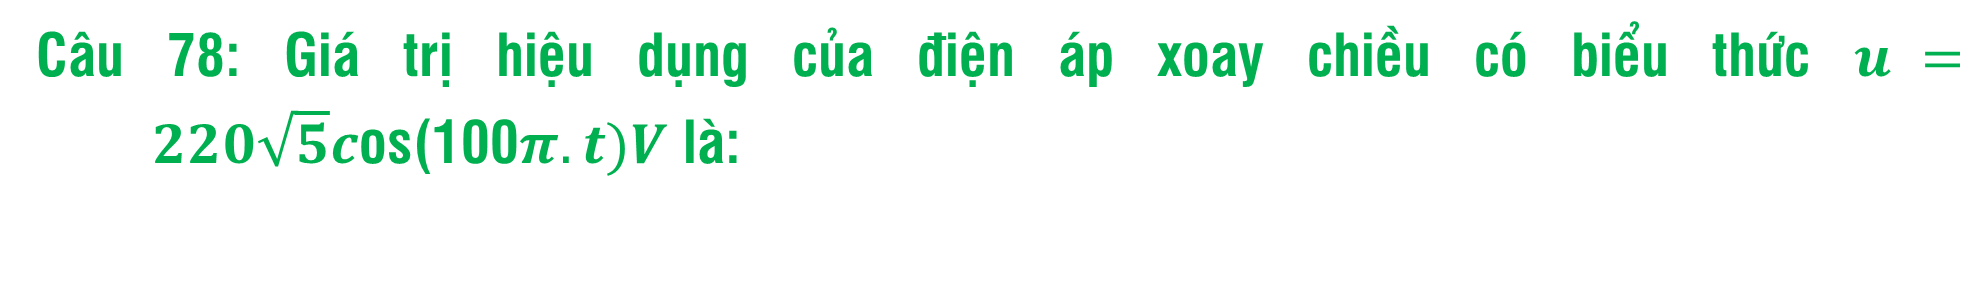 Câu 78: Giá trị hiệu dụng của điện áp xoay chiều có biểu thức u =
220√5cos(100π.t)V là: